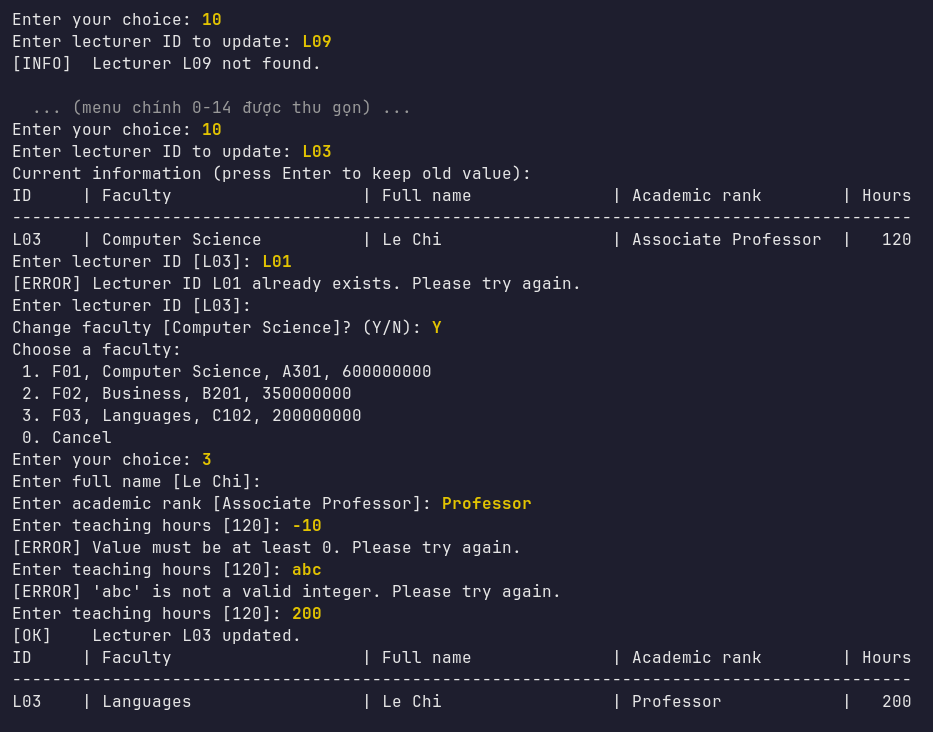 Enter your choice: 10
Enter lecturer ID to update: L09
[INFO]  Lecturer L09 not found.

  ... (menu chính 0-14 được thu gọn) ...
Enter your choice: 10
Enter lecturer ID to update: L03
Current information (press Enter to keep old value):
ID     | Faculty                   | Full name              | Academic rank        | Hours
------------------------------------------------------------------------------------------
L03    | Computer Science          | Le Chi                 | Associate Professor  |   120
Enter lecturer ID [L03]: L01
[ERROR] Lecturer ID L01 already exists. Please try again.
Enter lecturer ID [L03]:
Change faculty [Computer Science]? (Y/N): Y
Choose a faculty:
 1. F01, Computer Science, A301, 600000000
 2. F02, Business, B201, 350000000
 3. F03, Languages, C102, 200000000
 0. Cancel
Enter your choice: 3
Enter full name [Le Chi]:
Enter academic rank [Associate Professor]: Professor
Enter teaching hours [120]: -10
[ERROR] Value must be at least 0. Please try again.
Enter teaching hours [120]: abc
[ERROR] 'abc' is not a valid integer. Please try again.
Enter teaching hours [120]: 200
[OK]    Lecturer L03 updated.
ID     | Faculty                   | Full name              | Academic rank        | Hours
------------------------------------------------------------------------------------------
L03    | Languages                 | Le Chi                 | Professor            |   200